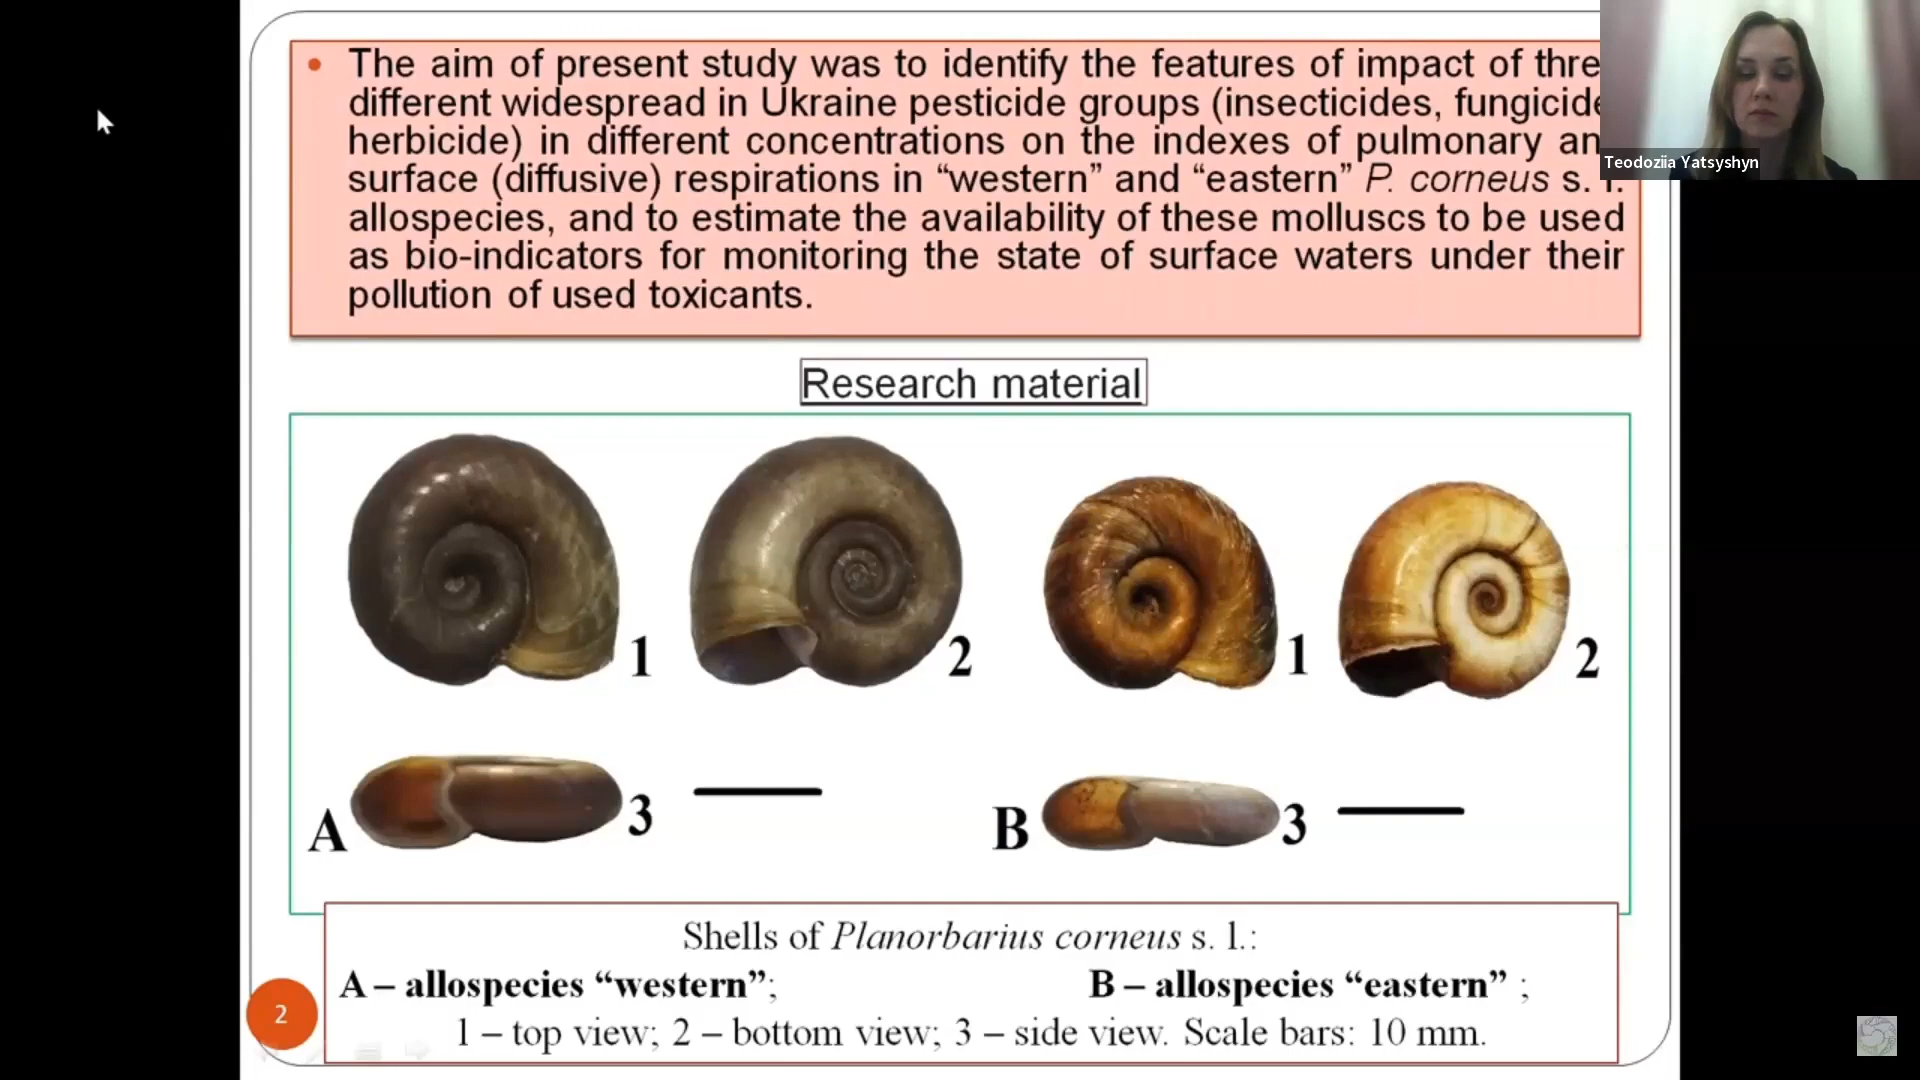 • The aim of present study was to identify the features of impact of thre
different widespread in Ukraine pesticide groups (insecticides, fungicide
herbicide) in different concentrations on the indexes of pulmonary an
surface (diffusive) respirations in “western” and “eastern” P. corneus s. l.
allospecies, and to estimate the availability of these molluscs to be used
as bio-indicators for monitoring the state of surface waters under their
pollution of used toxicants.
Teodoziia Yatsyshyn
Research material
1
2
1
2
A
3
B
3
Shells of Planorbarius corneus s. l.:
A – allospecies “western”; B – allospecies “eastern” ;
1 – top view; 2 – bottom view; 3 – side view. Scale bars: 10 mm.
2